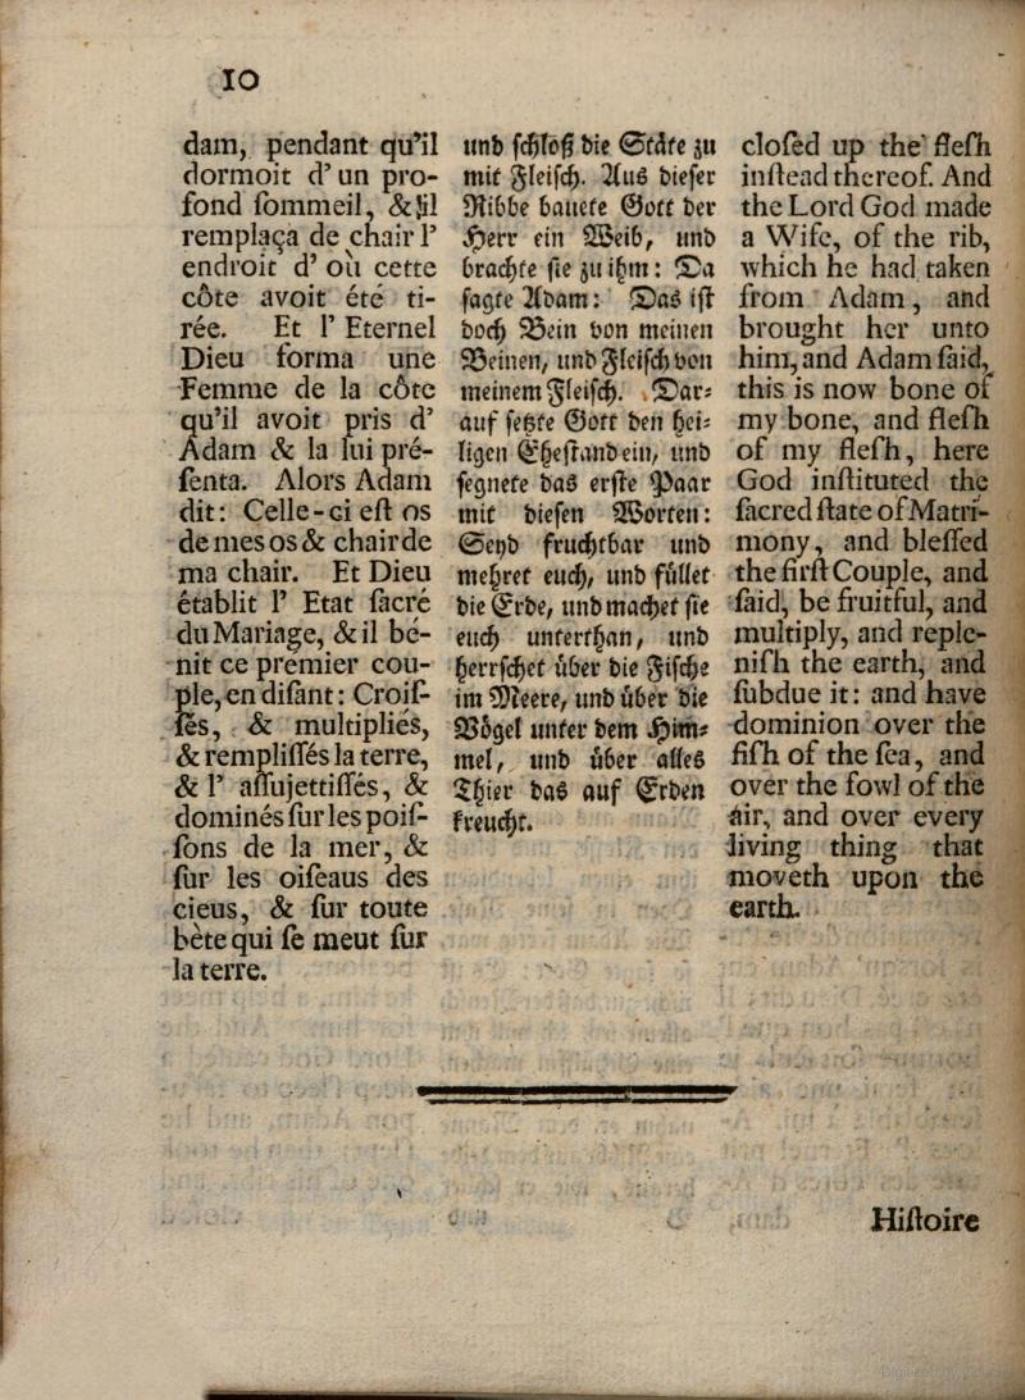 10
dam, pendant qu'il
dormoit d' un pro-
fond ſommeil, & il
remplaça de chair l'
endroit d' où cette
côte avoit été ti-
rée. Et l' Eternel
Dieu forma une
Femme de la côte
qu'il avoit pris d'
Adam & la lui pré-
ſenta. Alors Adam
dit: Celle-ci eſt os
de mes os & chair de
ma chair. Et Dieu
établit l' Etat ſacré
du Mariage, & il bé-
nit ce premier cou-
ple, en diſant: Croiſ-
ſés, & multipliés,
& rempliſſés la terre,
& l' aſſujettiſſés, &
dominés ſur les poiſ-
ſons de la mer, &
ſur les oiſeaus des
cieus, & ſur toute
bète qui ſe meut ſur
la terre.
und ſchloß die Ståte zu
mit Fleiſch. Aus dieſer
Ribbe bauete Gott der
Herr ein Weib, und
brachte ſie zu ihm: Da
ſagte Adam: Das iſt
doch Bein von meinen
Beinen, und Fleiſch von
meinem Fleiſch. Dar⸗
auf ſetzte Gott den hei⸗
ligen Eheſtand ein, und
ſegnete das erſte Paar
mit dieſen Worten:
Seyd fruchtbar und
mehret euch, und füllet
die Erde, und machet ſie
euch unterthan, und
herrſchet uͤber die Fiſche
im Meere, und uͤber die
Voͤgel unter dem Him⸗
mel, und uͤber alles
Thier das auf Erden
kreucht.
cloſed up the fleſh
inſtead thereof. And
the Lord God made
a Wife, of the rib,
which he had taken
from Adam, and
brought her unto
him, and Adam ſaid,
this is now bone of
my bone, and fleſh
of my fleſh, here
God inſtituted the
ſacred ſtate of Matri-
mony, and bleſſed
the firſt Couple, and
ſaid, be fruitful, and
multiply, and reple-
niſh the earth, and
ſubdue it: and have
dominion over the
fiſh of the ſea, and
over the fowl of the
air, and over every
living thing that
moveth upon the
earth.
Hiſtoire